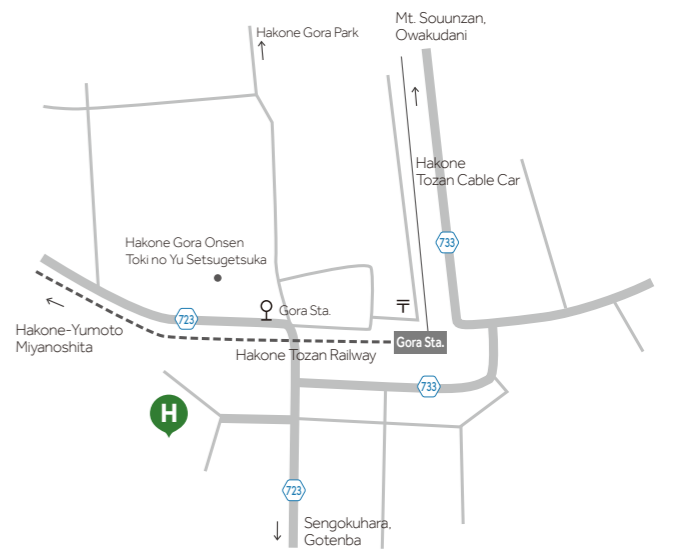 Mt. Souunzan,
Owakudani
Hakone Gora Park
Hakone
Tozan Cable Car
733
Hakone Gora Onsen
Toki no Yu Setsugetsuka
Gora Sta.
〒
723
Hakone-Yumoto
Miyanoshita
Gora Sta.
Hakone Tozan Railway
733
H
723
Sengokuhara,
Gotenba